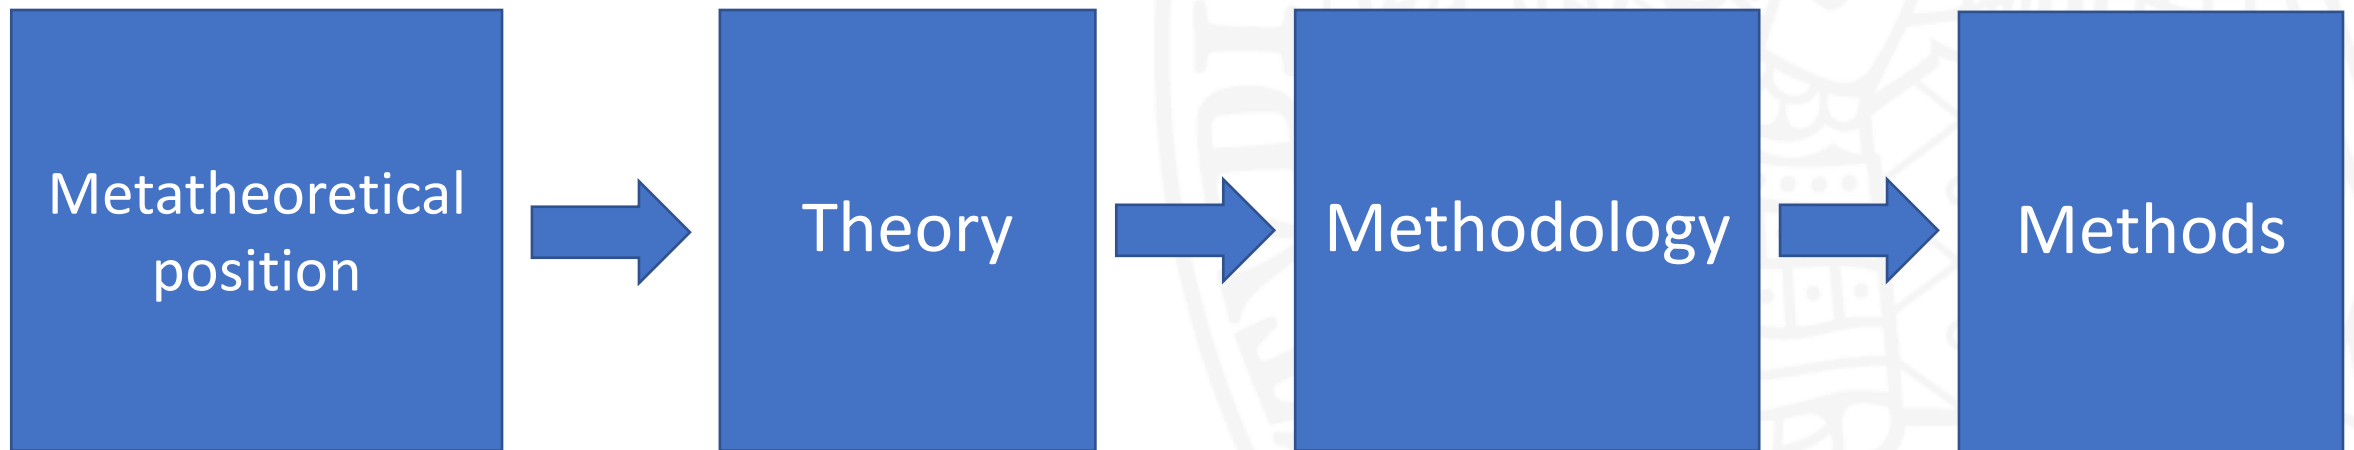 Metatheoretical
position
Theory
Methodology
Methods